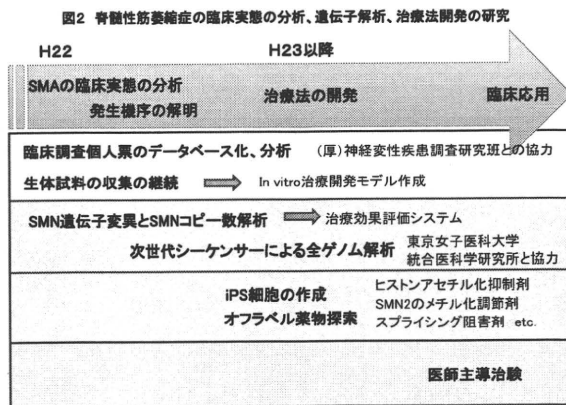 図2 脊髄性筋萎縮症の臨床実態の分析、遺伝子解析、治療法開発の研究
H22 H23以降
SMAの臨床実態の分析
発生機序の解明 治療法の開発 臨床応用
臨床調査個人票のデータベース化、分析 (厚)神経変性疾患調査研究班との協力
生体試料の収集の継続 In vitro治療開発モデル作成
SMN遺伝子変異とSMNコピー数解析 治療効果評価システム
次世代シーケンサーによる全ゲノム解析 東京女子医科大学
統合医科学研究所と協力
iPS細胞の作成 ヒストンアセチル化抑制剤
オフラベル薬物探索 SMN2のメチル化調節剤
スプライシング阻害剤 etc.
医師主導治験